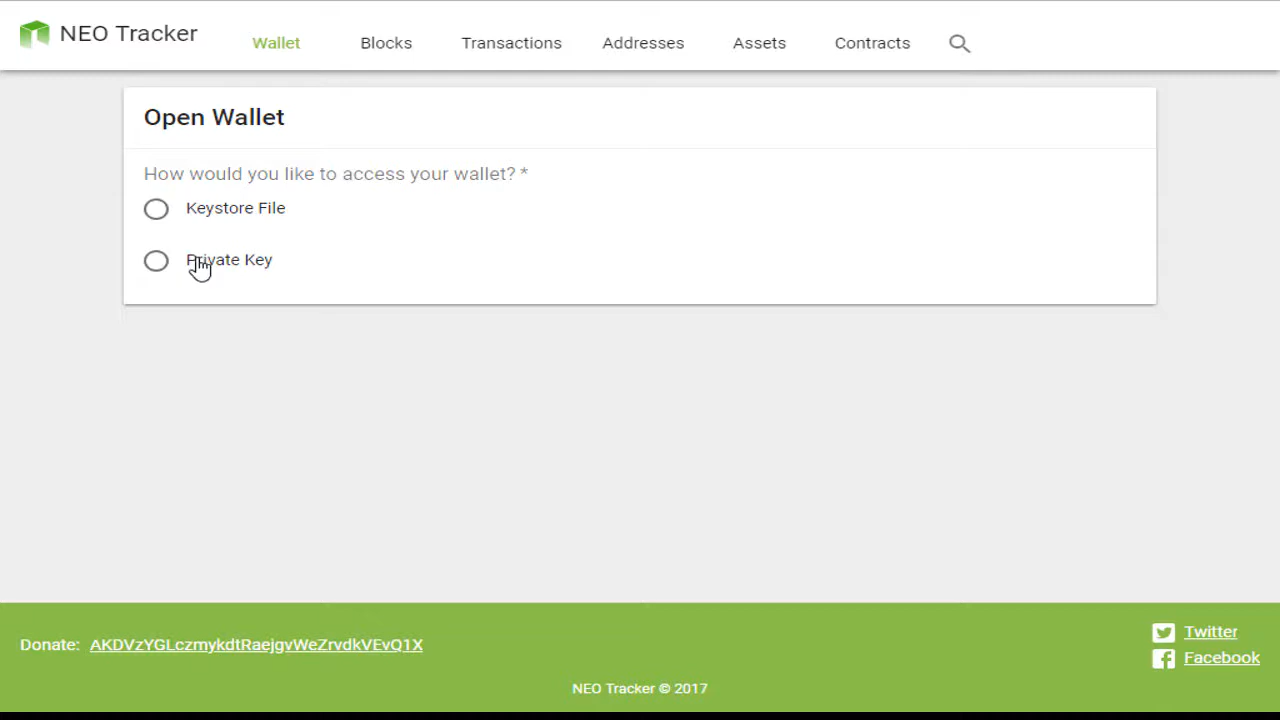 NEO Tracker
Wallet Blocks Transactions Addresses Assets Contracts
Open Wallet
How would you like to access your wallet? *
Keystore File
Private Key
Donate: AKDVzYGLczmykdtRaejgvWeZrvdkVEvQ1X
Twitter
Facebook
NEO Tracker © 2017